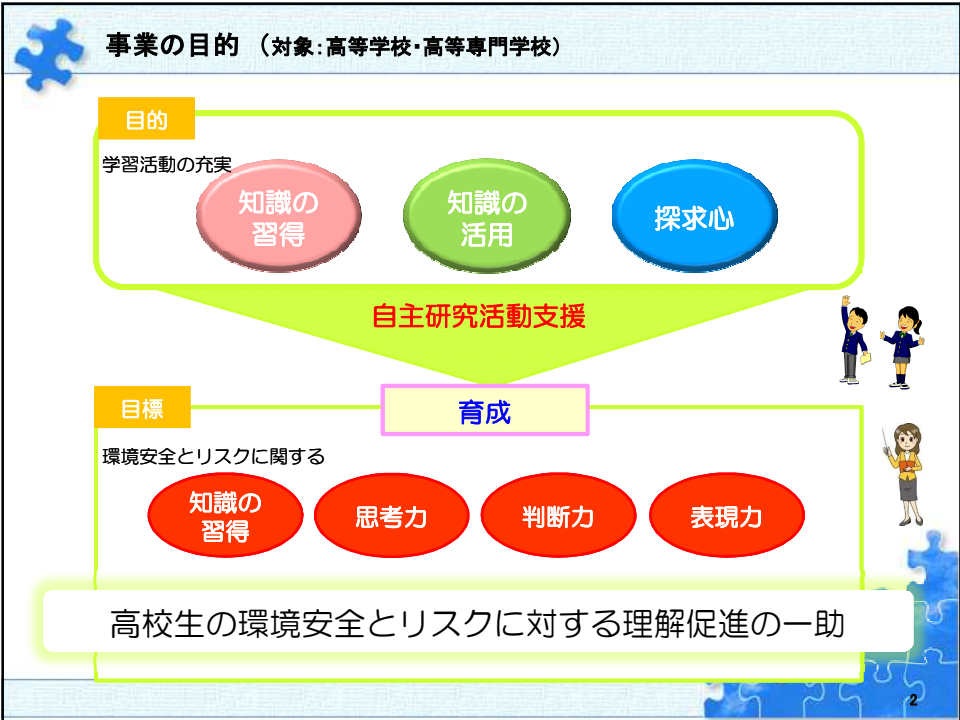 事業の目的 （対象：高等学校・高等専門学校）
目的
学習活動の充実
知識の
習得
知識の
活用
探求心
自主研究活動支援
目標
育成
環境安全とリスクに関する
知識の
習得
思考力
判断力
表現力
高校生の環境安全とリスクに対する理解促進の一助
2